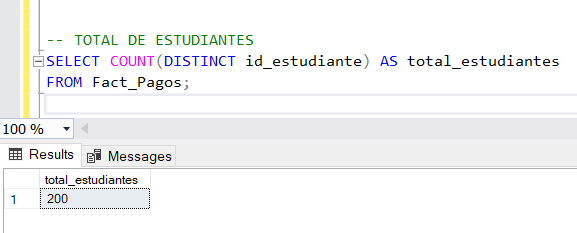 -- TOTAL DE ESTUDIANTES
SELECT COUNT(DISTINCT id_estudiante) AS total_estudiantes
FROM Fact_Pagos;
100 %
Results Messages
total_estudiantes
1 200